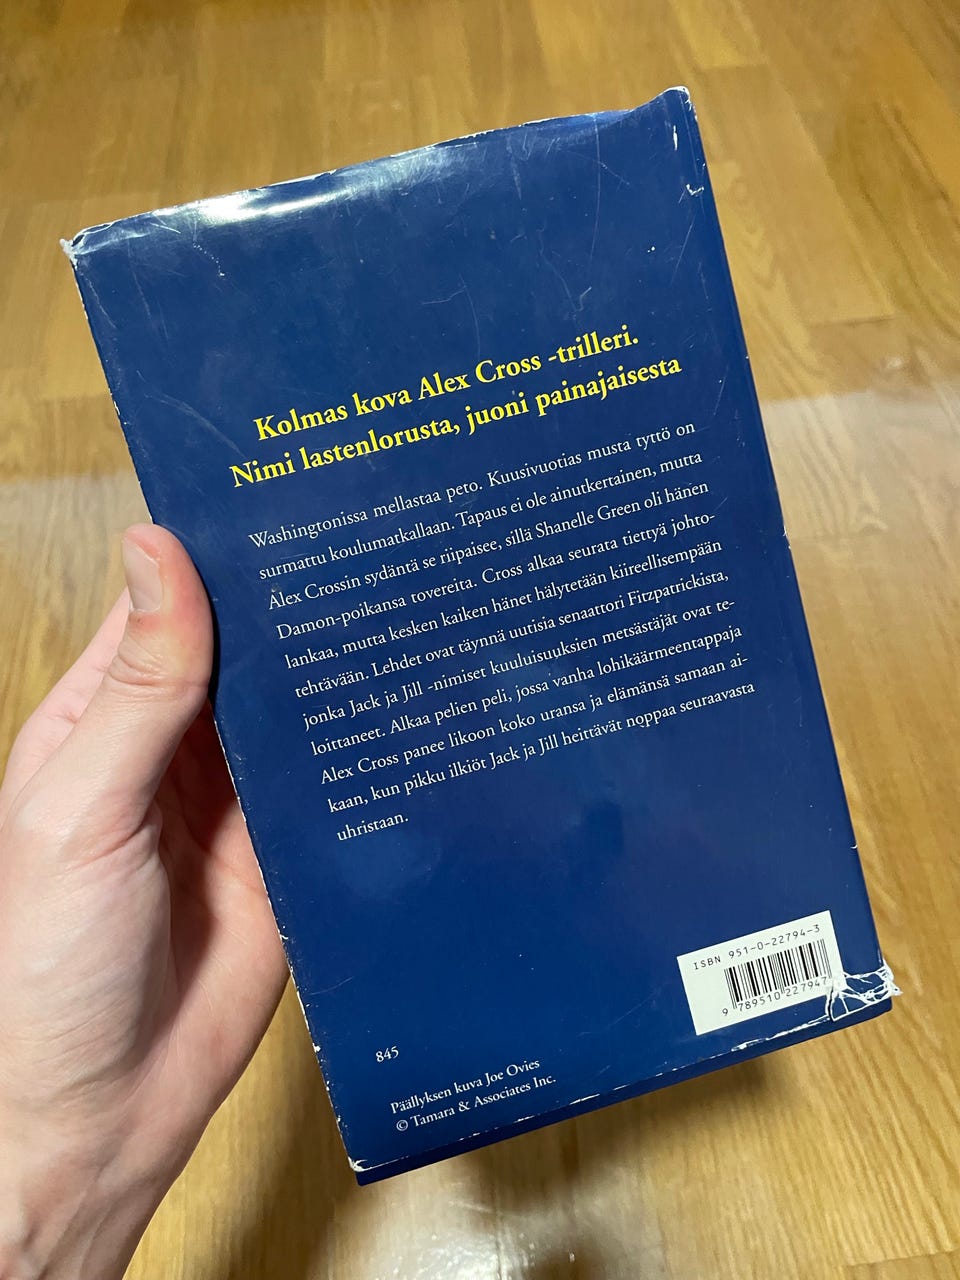 Kolmas kova Alex Cross -trilleri.
Nimi lastenlorusta, juoni painajaisesta
Washingtonissa mellastaa peto. Kuusivuotias musta tyttö on
surmattu koulumatkallaan. Tapaus ei ole ainutkertainen, mutta
Alex Crossin sydäntä se riipaisee, sillä Shanelle Green oli hänen
Damon-poikansa tovereita. Cross alkaa seurata tiettyä johto-
lankaa, mutta kesken kaiken hänet hälytetään kiireellisempään
tehtävään. Lehdet ovat täynnä uutisia senaattori Fitzpatrickista,
jonka Jack ja Jill -nimiset kuuluisuuksien metsästäjät ovat te-
loittaneet. Alkaa pelien peli, jossa vanha lohikäärmeentappaja
Alex Cross panee likoon koko uransa ja elämänsä samaan ai-
kaan, kun pikku ilkiöt Jack ja Jill heittävät noppaa seuraavasta
uhristaan.
ISBN 951-0-22794-3
9 789510 227947
845
Päällyksen kuva Joe Ovies
© Tamara & Associates Inc.